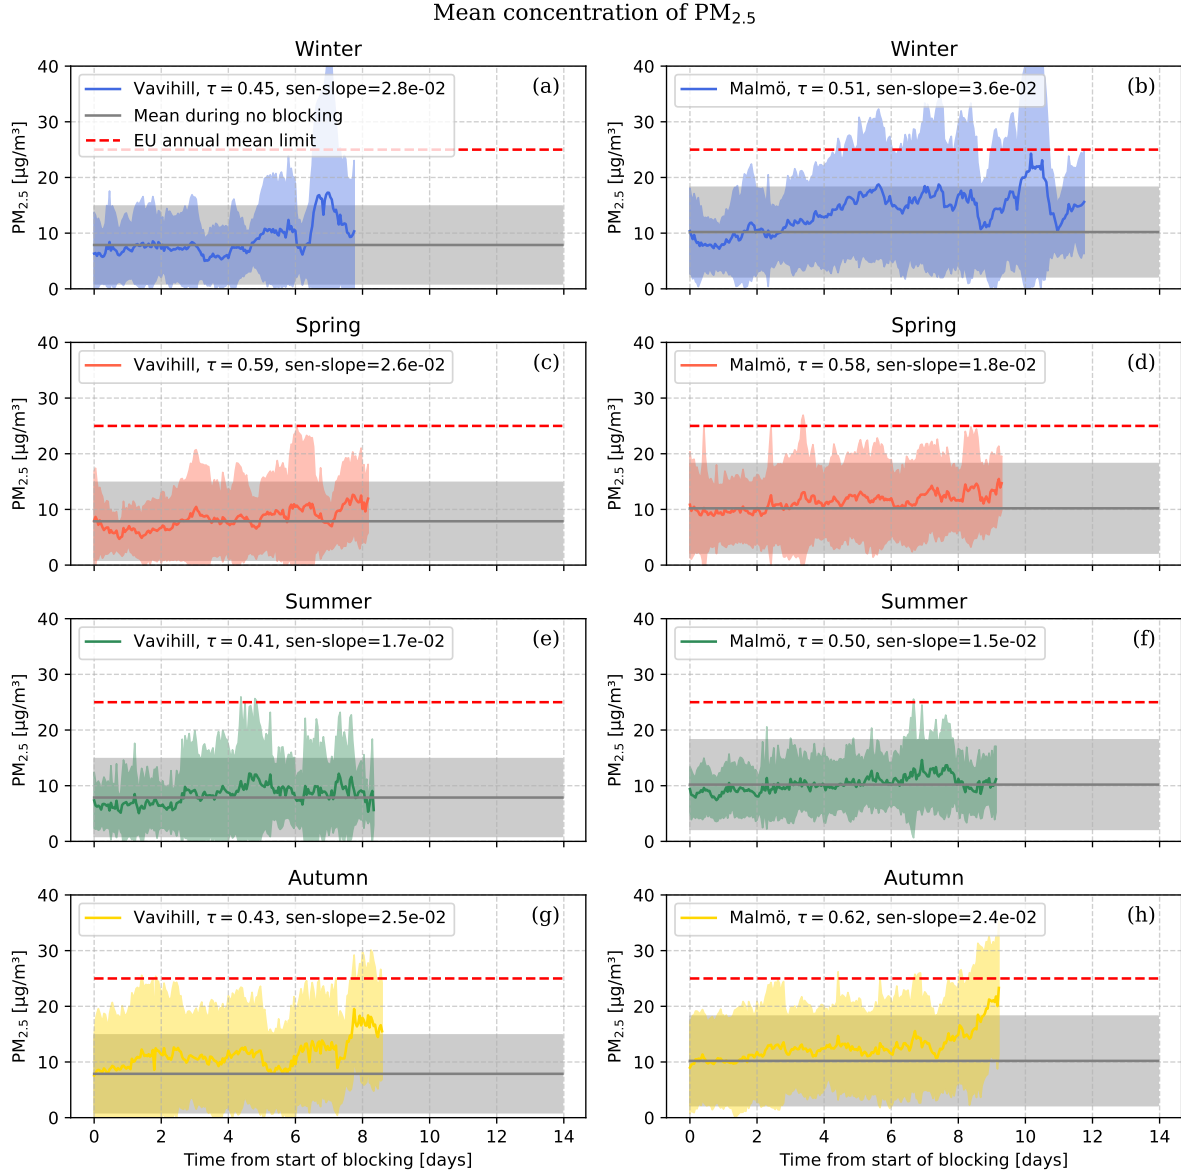 Mean concentration of PM₂.₅
Winter
Winter
40
30
20
10
0
PM₂.₅ [µg/m³]
Vavihill, τ = 0.45, sen-slope=2.8e-02
Mean during no blocking
EU annual mean limit
(a)
40
30
20
10
0
PM₂.₅ [µg/m³]
Malmö, τ = 0.51, sen-slope=3.6e-02
(b)
Spring
Spring
40
30
20
10
0
PM₂.₅ [µg/m³]
Vavihill, τ = 0.59, sen-slope=2.6e-02
(c)
40
30
20
10
0
PM₂.₅ [µg/m³]
Malmö, τ = 0.58, sen-slope=1.8e-02
(d)
Summer
Summer
40
30
20
10
0
PM₂.₅ [µg/m³]
Vavihill, τ = 0.41, sen-slope=1.7e-02
(e)
40
30
20
10
0
PM₂.₅ [µg/m³]
Malmö, τ = 0.50, sen-slope=1.5e-02
(f)
Autumn
Autumn
40
30
20
10
0
PM₂.₅ [µg/m³]
Vavihill, τ = 0.43, sen-slope=2.5e-02
(g)
40
30
20
10
0
PM₂.₅ [µg/m³]
Malmö, τ = 0.62, sen-slope=2.4e-02
(h)
0 2 4 6 8 10 12 14
0 2 4 6 8 10 12 14
Time from start of blocking [days]
Time from start of blocking [days]